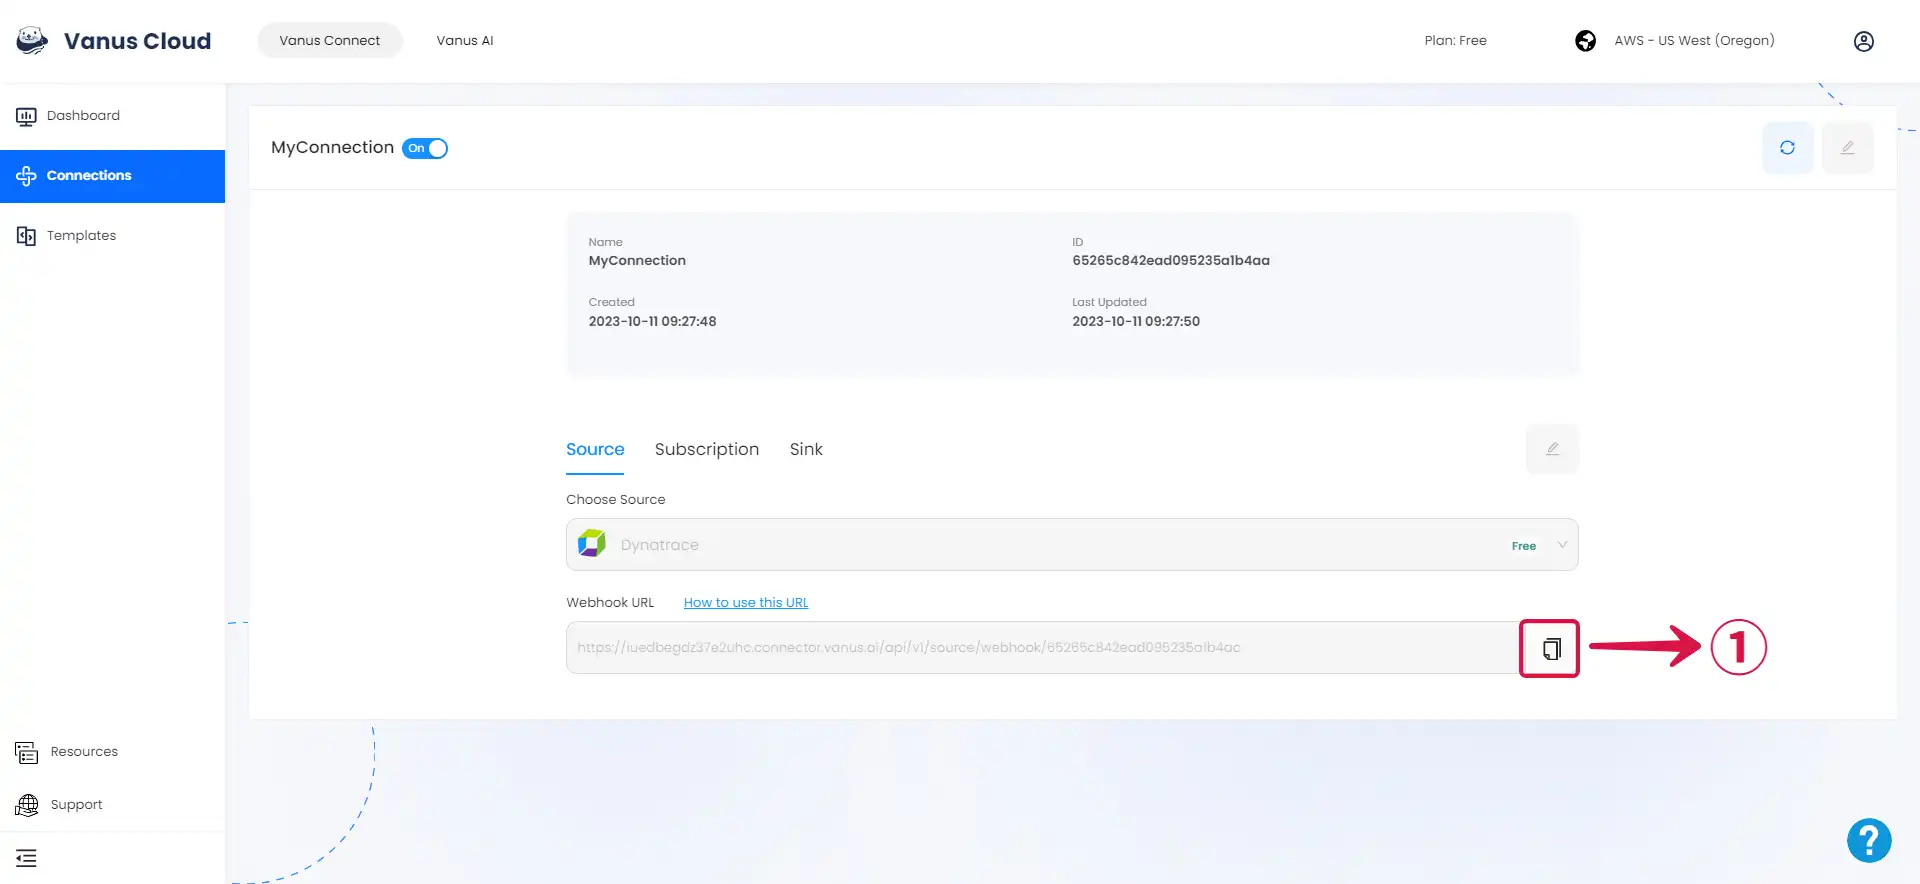 Vanus Cloud
Vanus Connect
Vanus AI
Plan: Free
AWS - US West (Oregon)
Dashboard
Connections
Templates
MyConnection
On
Name
MyConnection
ID
65265c842ead095235a1b4aa
Created
2023-10-11 09:27:48
Last Updated
2023-10-11 09:27:50
Source
Subscription
Sink
Choose Source
Dynatrace
Free
Webhook URL
How to use this URL
https://iuedbegdz37e2uhc.connector.vanus.ai/api/v1/source/webhook/65265c842ead095235a1b4ac
1
Resources
Support
?